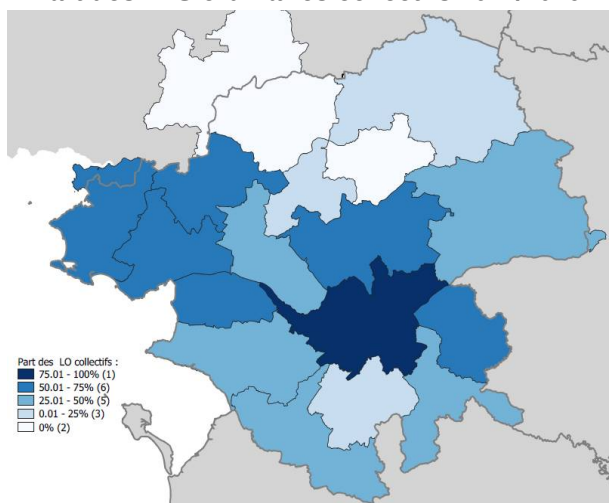 Part des LO collectifs :
75.01 - 100% (1)
50.01 - 75% (6)
25.01 - 50% (5)
0.01 - 25% (3)
0% (2)